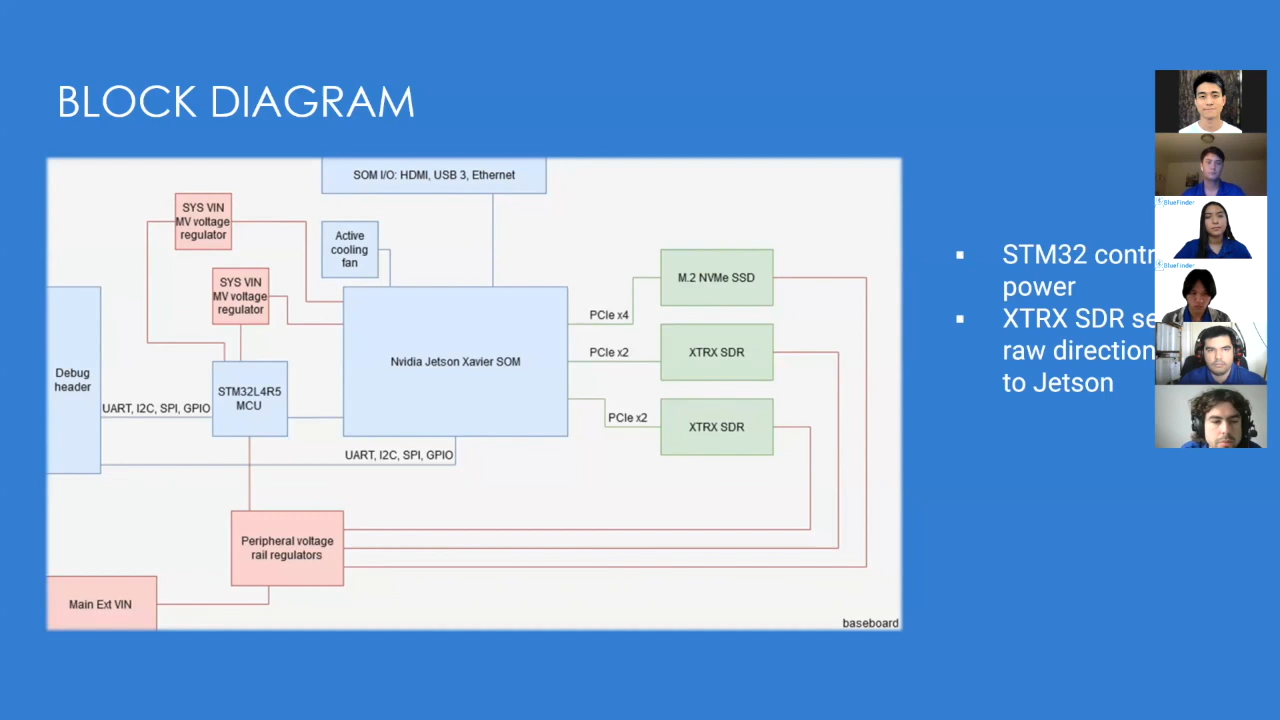 BLOCK DIAGRAM
SOM I/O: HDMI, USB 3, Ethernet
SYS VIN
MV voltage
regulator
Active
cooling
fan
SYS VIN
MV voltage
regulator
M.2 NVMe SSD
PCIe x4
Nvidia Jetson Xavier SOM
PCIe x2
XTRX SDR
Debug
header
STM32L4R5
MCU
UART, I2C, SPI, GPIO
PCIe x2
XTRX SDR
UART, I2C, SPI, GPIO
Peripheral voltage
rail regulators
Main Ext VIN
baseboard
STM32 contr
power
XTRX SDR se
raw direction
to Jetson
BlueFinder
BlueFinder